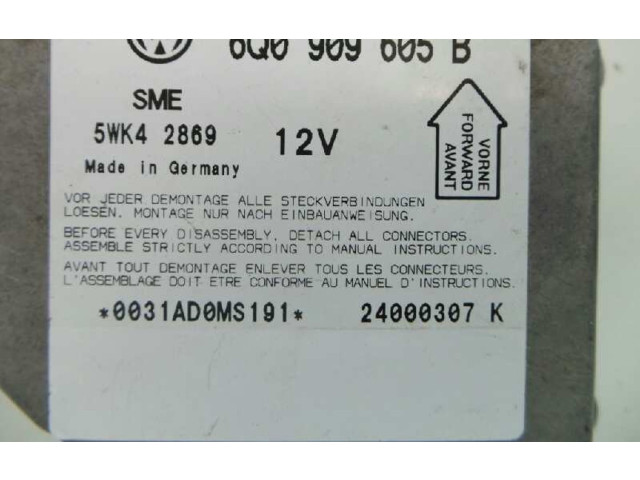 6Q0 909 605 B
SME
5WK4 2869
12V
Made in Germany
VORNE
FORWARD
AVANT
VOR JEDER DEMONTAGE ALLE STECKVERBINDUNGEN
LOESEN. MONTAGE NUR NACH EINBAUANWEISUNG.
BEFORE EVERY DISASSEMBLY, DETACH ALL CONNECTORS.
ASSEMBLE STRICTLY ACCORDING TO MANUAL INSTRUCTIONS.
AVANT TOUT DEMONTAGE ENLEVER TOUS LES CONNECTEURS.
L'ASSEMBLAGE DOIT ETRE CONFORME AU MANUEL D'INSTRUCTIONS.
*0031AD0MS191*
24000307 K